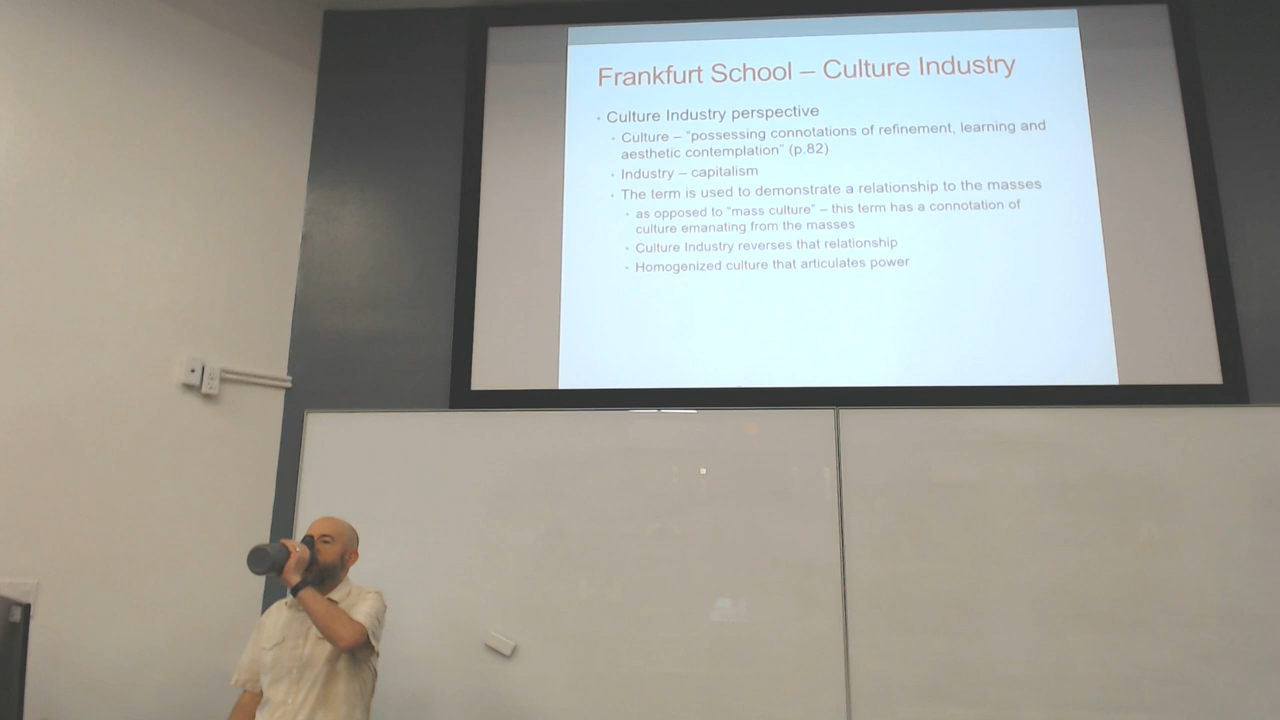 Frankfurt School – Culture Industry
• Culture Industry perspective
• Culture – “possessing connotations of refinement, learning and
aesthetic contemplation” (p.82)
• Industry – capitalism
• The term is used to demonstrate a relationship to the masses
• as opposed to “mass culture” – this term has a connotation of
culture emanating from the masses
• Culture Industry reverses that relationship
• Homogenized culture that articulates power